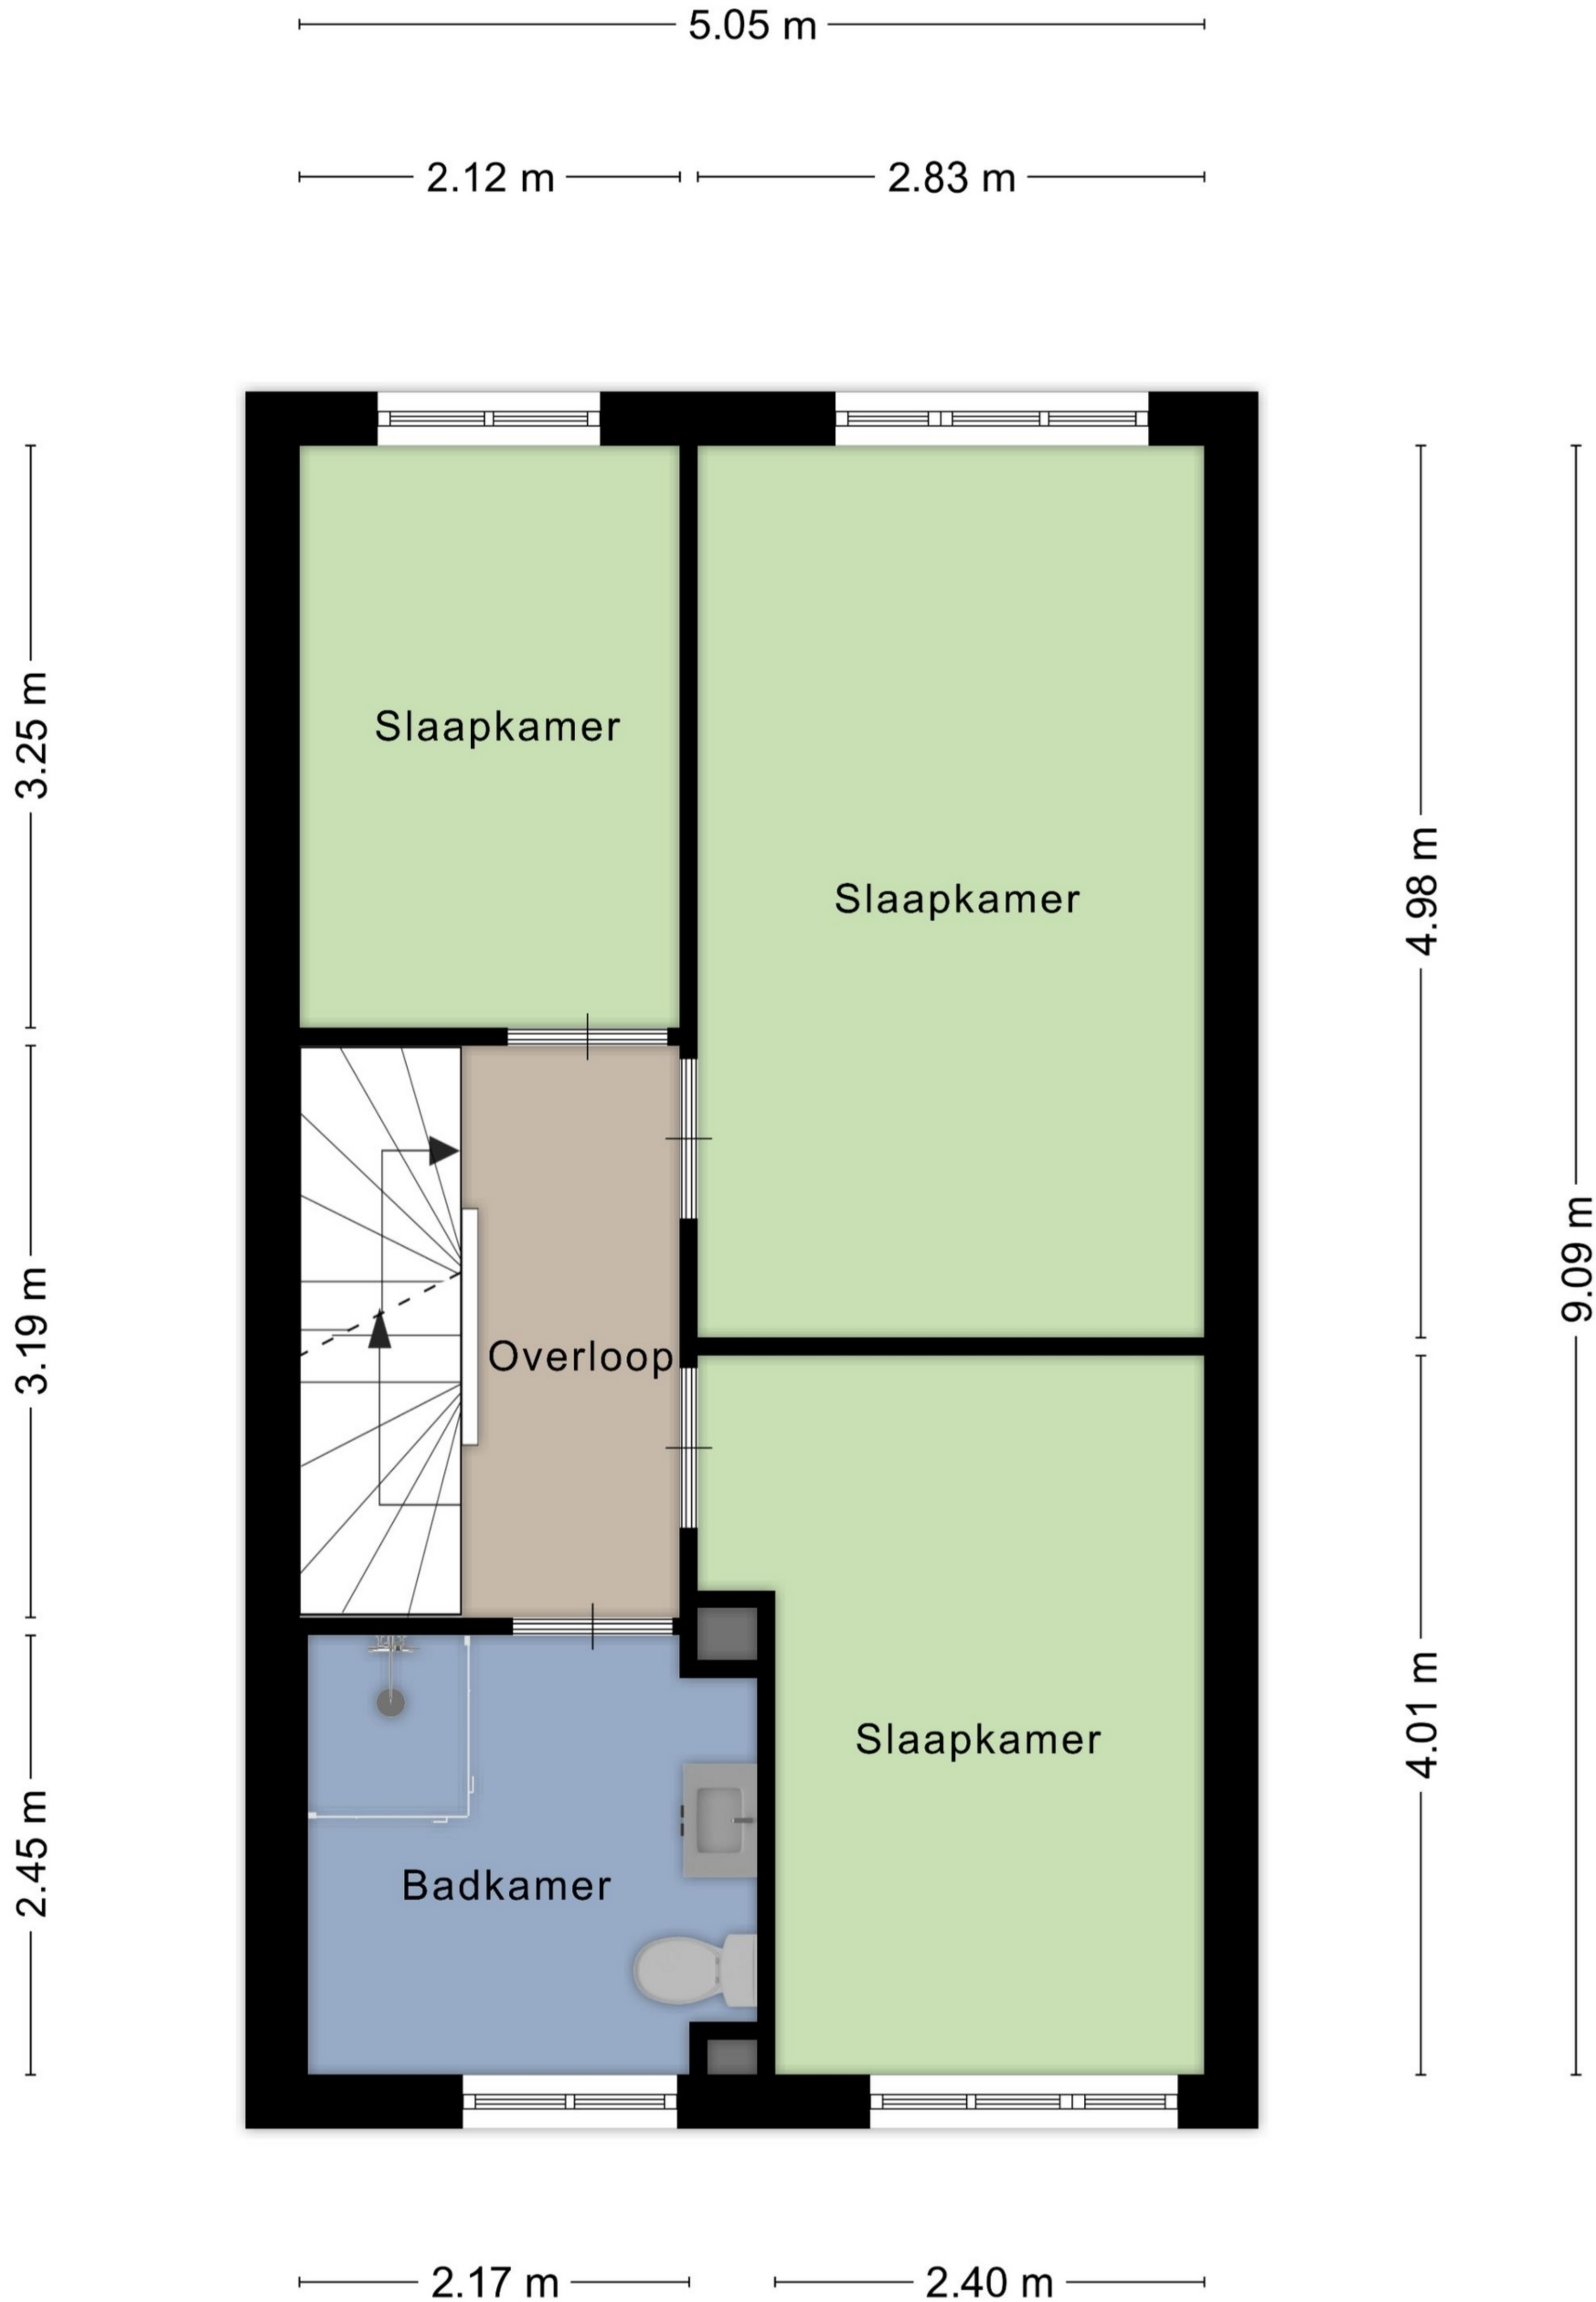 5.05 m
2.12 m
2.83 m
3.25 m
Slaapkamer
Slaapkamer
4.98 m
9.09 m
3.19 m
Overloop
4.01 m
Slaapkamer
2.45 m
Badkamer
2.17 m
2.40 m